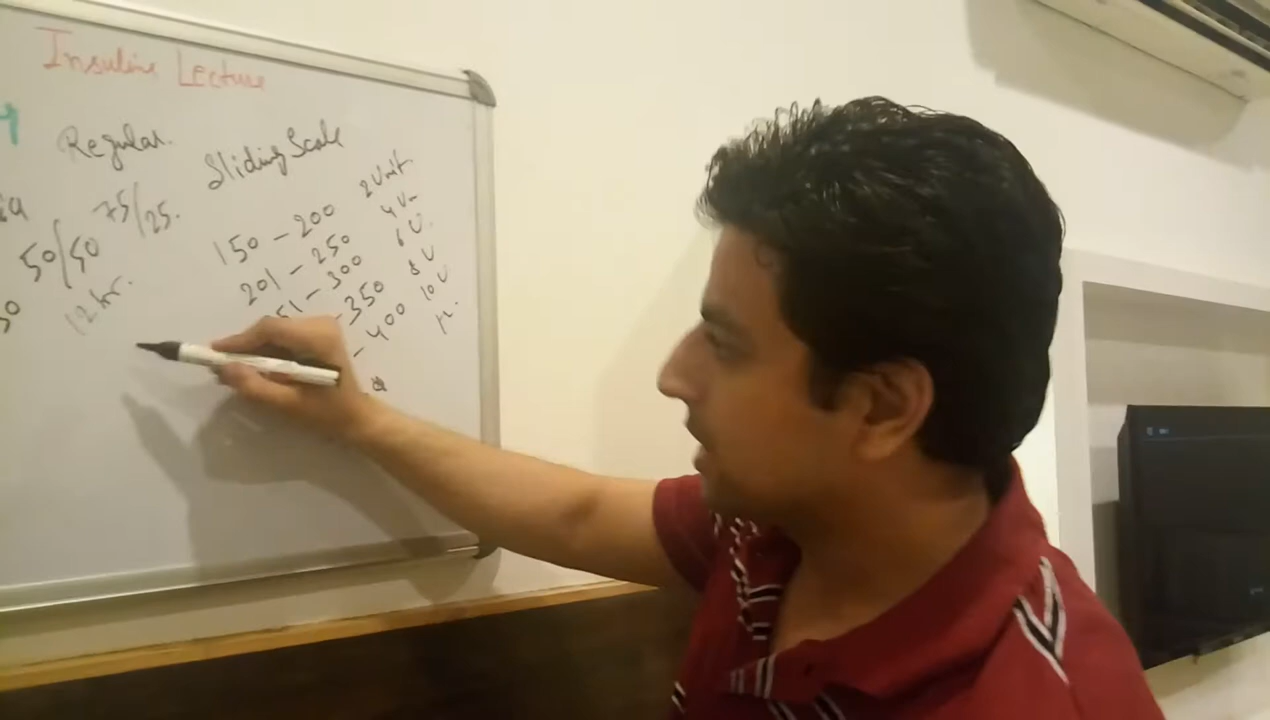 Insulin Lecture
Regular.
Sliding Scale
75/25.
50/50
12 hr.
150 - 200 2 Unit
201 - 250 4 U
51 - 300 6 U.
- 350 8 U
- 400 10 U